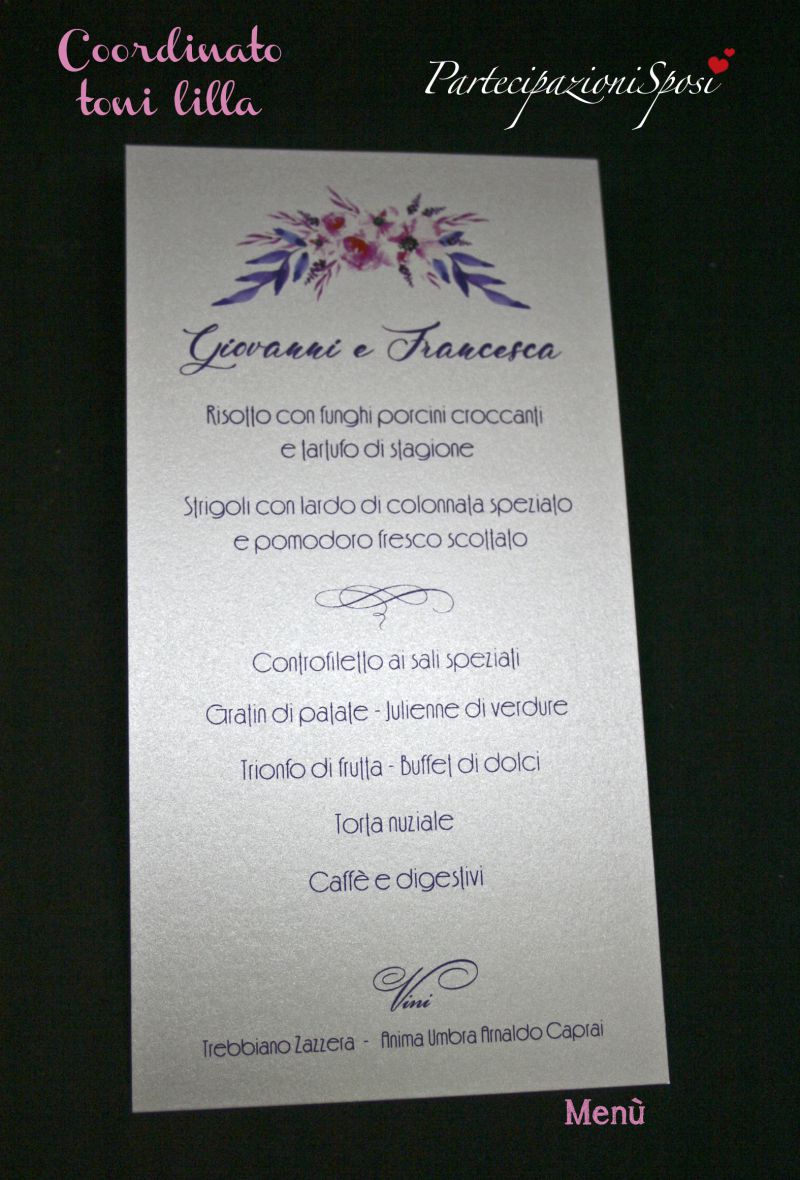 Coordinato
toni lilla
PartecipazioniSposi
Giovanni e Francesca
Risotto con funghi porcini croccanti
e tartufo di stagione
Strigoli con lardo di colonnata speziato
e pomodoro fresco scottato
Controfiletto ai sali speziati
Gratin di patate - Julienne di verdure
Trionfo di frutta - Buffet di dolci
Torta nuziale
Caffè e digestivi
Vini
Trebbiano Zazzera - Anima Umbra Arnaldo Caprai
Menù